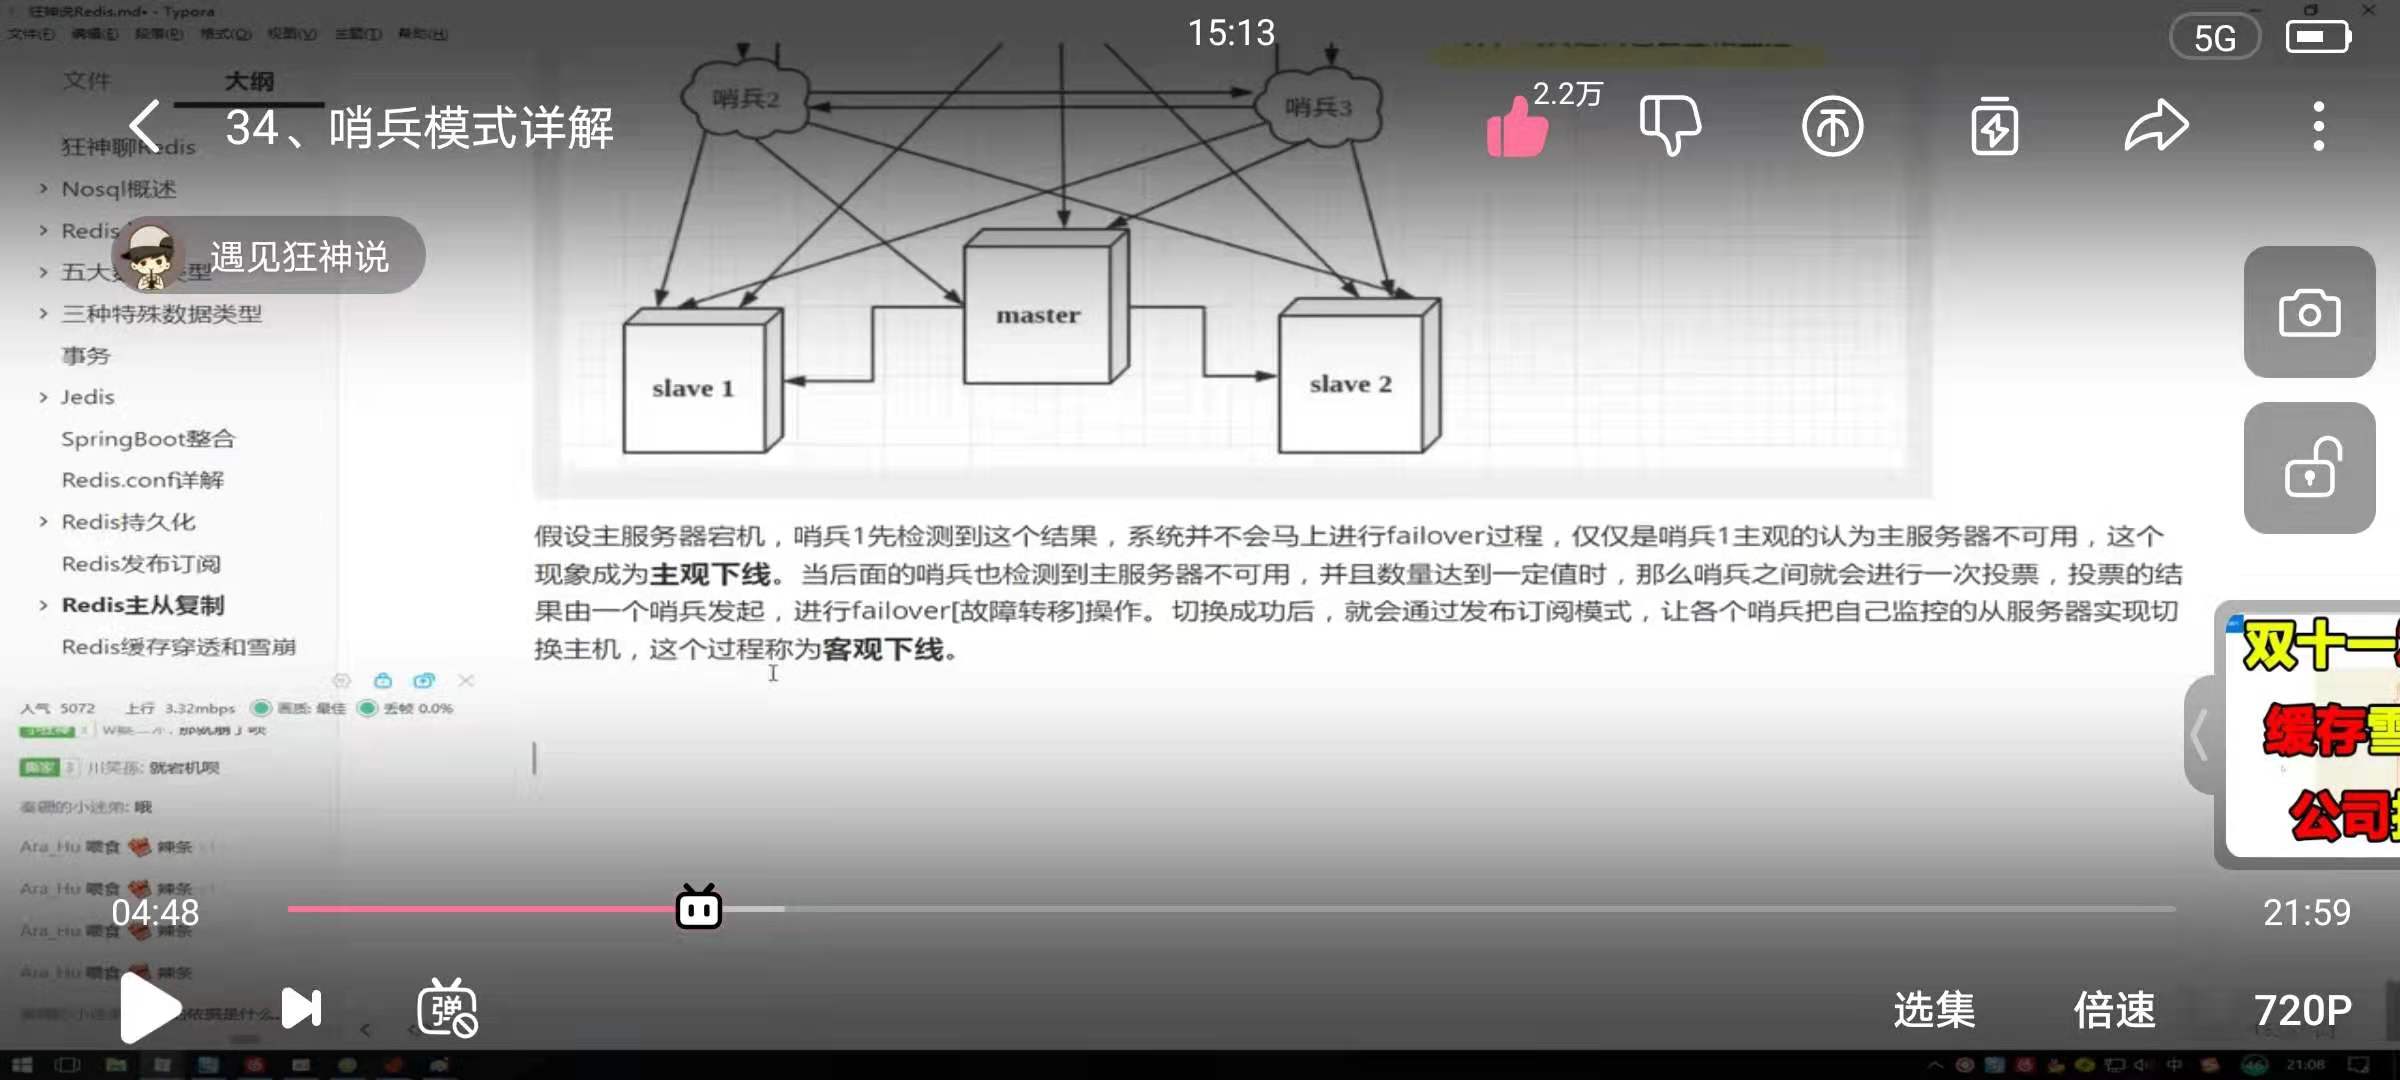 狂神说Redis.md• - Typora
15:13
5G
文件(F) 编辑(E) 段落(P) 格式(O) 视图(V) 主题(T) 帮助(H)
文件 大纲
2.2万
34、哨兵模式详解
哨兵2
哨兵3
狂神聊Redis
Nosql概述
Redis
遇见狂神说
五大
类型
三种特殊数据类型
事务
Jedis
SpringBoot整合
Redis.conf详解
Redis持久化
Redis发布订阅
Redis主从复制
Redis缓存穿透和雪崩
master
slave 1
slave 2
假设主服务器宕机，哨兵1先检测到这个结果，系统并不会马上进行failover过程，仅仅是哨兵1主观的认为主服务器不可用，这个
现象成为主观下线。当后面的哨兵也检测到主服务器不可用，并且数量达到一定值时，那么哨兵之间就会进行一次投票，投票的结
果由一个哨兵发起，进行failover[故障转移]操作。切换成功后，就会通过发布订阅模式，让各个哨兵把自己监控的从服务器实现切
换主机，这个过程称为客观下线。
双十一
缓存雪
公司
人气 5072 上行 3.32mbps 画质: 最佳 丢帧 0.0%
川笑孫: 就宕机呗
的小迷弟: 哦
Ara_Hu 喂食 辣条
Ara_Hu 喂食 辣条
Ara_Hu 喂食 辣条
Ara_Hu 喂食 辣条
依据是什么
04:48
21:59
弹
选集
倍速
720P
中
46
21:08